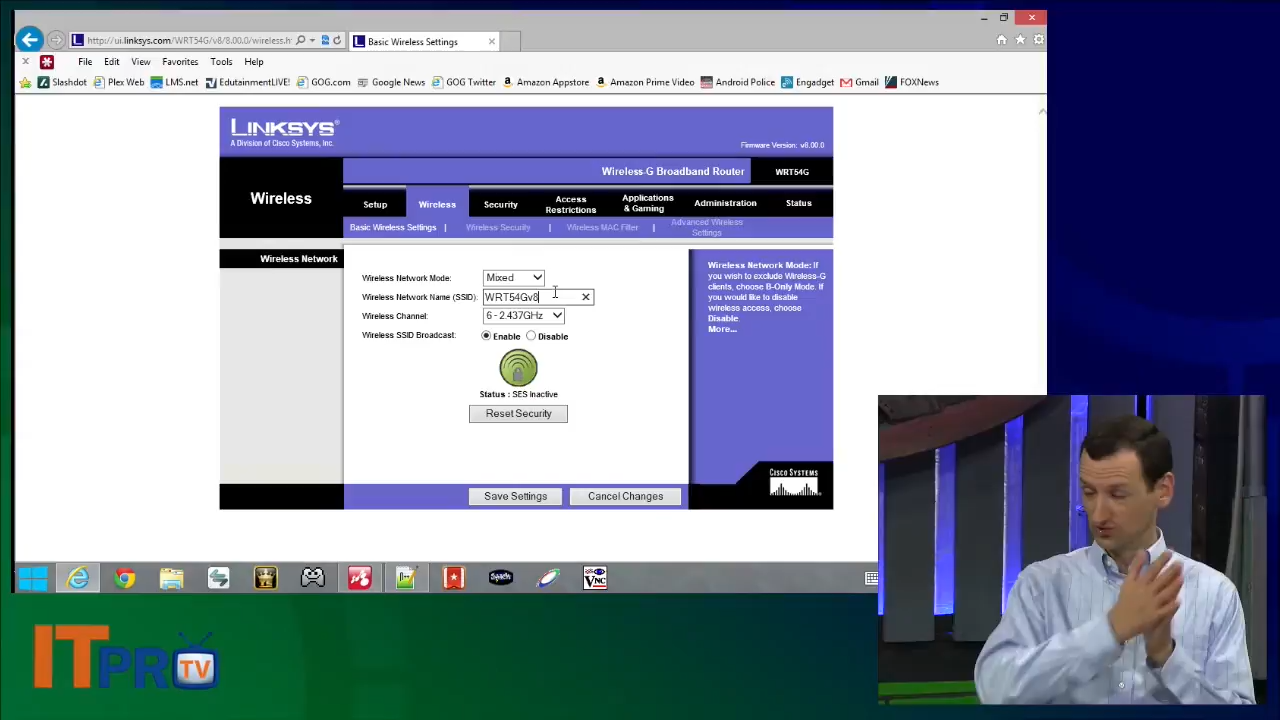 http://ui.linksys.com/WRT54G/v8/8.00.0/wireless.h
Basic Wireless Settings
File Edit View Favorites Tools Help
Slashdot Plex Web LMS.net EdutainmentLIVE! GOG.com Google News GOG Twitter Amazon Appstore Amazon Prime Video Android Police Engadget Gmail FOXNews
LINKSYS®
A Division of Cisco Systems, Inc.
Firmware Version: v8.00.0
Wireless-G Broadband Router WRT54G
Wireless
Setup Wireless Security Access Restrictions Applications & Gaming Administration Status
Basic Wireless Settings | Wireless Security | Wireless MAC Filter | Advanced Wireless Settings
Wireless Network
Wireless Network Mode: Mixed
Wireless Network Name (SSID): WRT54Gv8
Wireless Channel: 6 - 2.437GHz
Wireless SSID Broadcast: Enable Disable
Status : SES Inactive
Reset Security
Wireless Network Mode: If
you wish to exclude Wireless-G
clients, choose B-Only Mode. If
you would like to disable
wireless access, choose
Disable.
More...
Save Settings Cancel Changes
CISCO SYSTEMS
VNC
ITPRO
TV